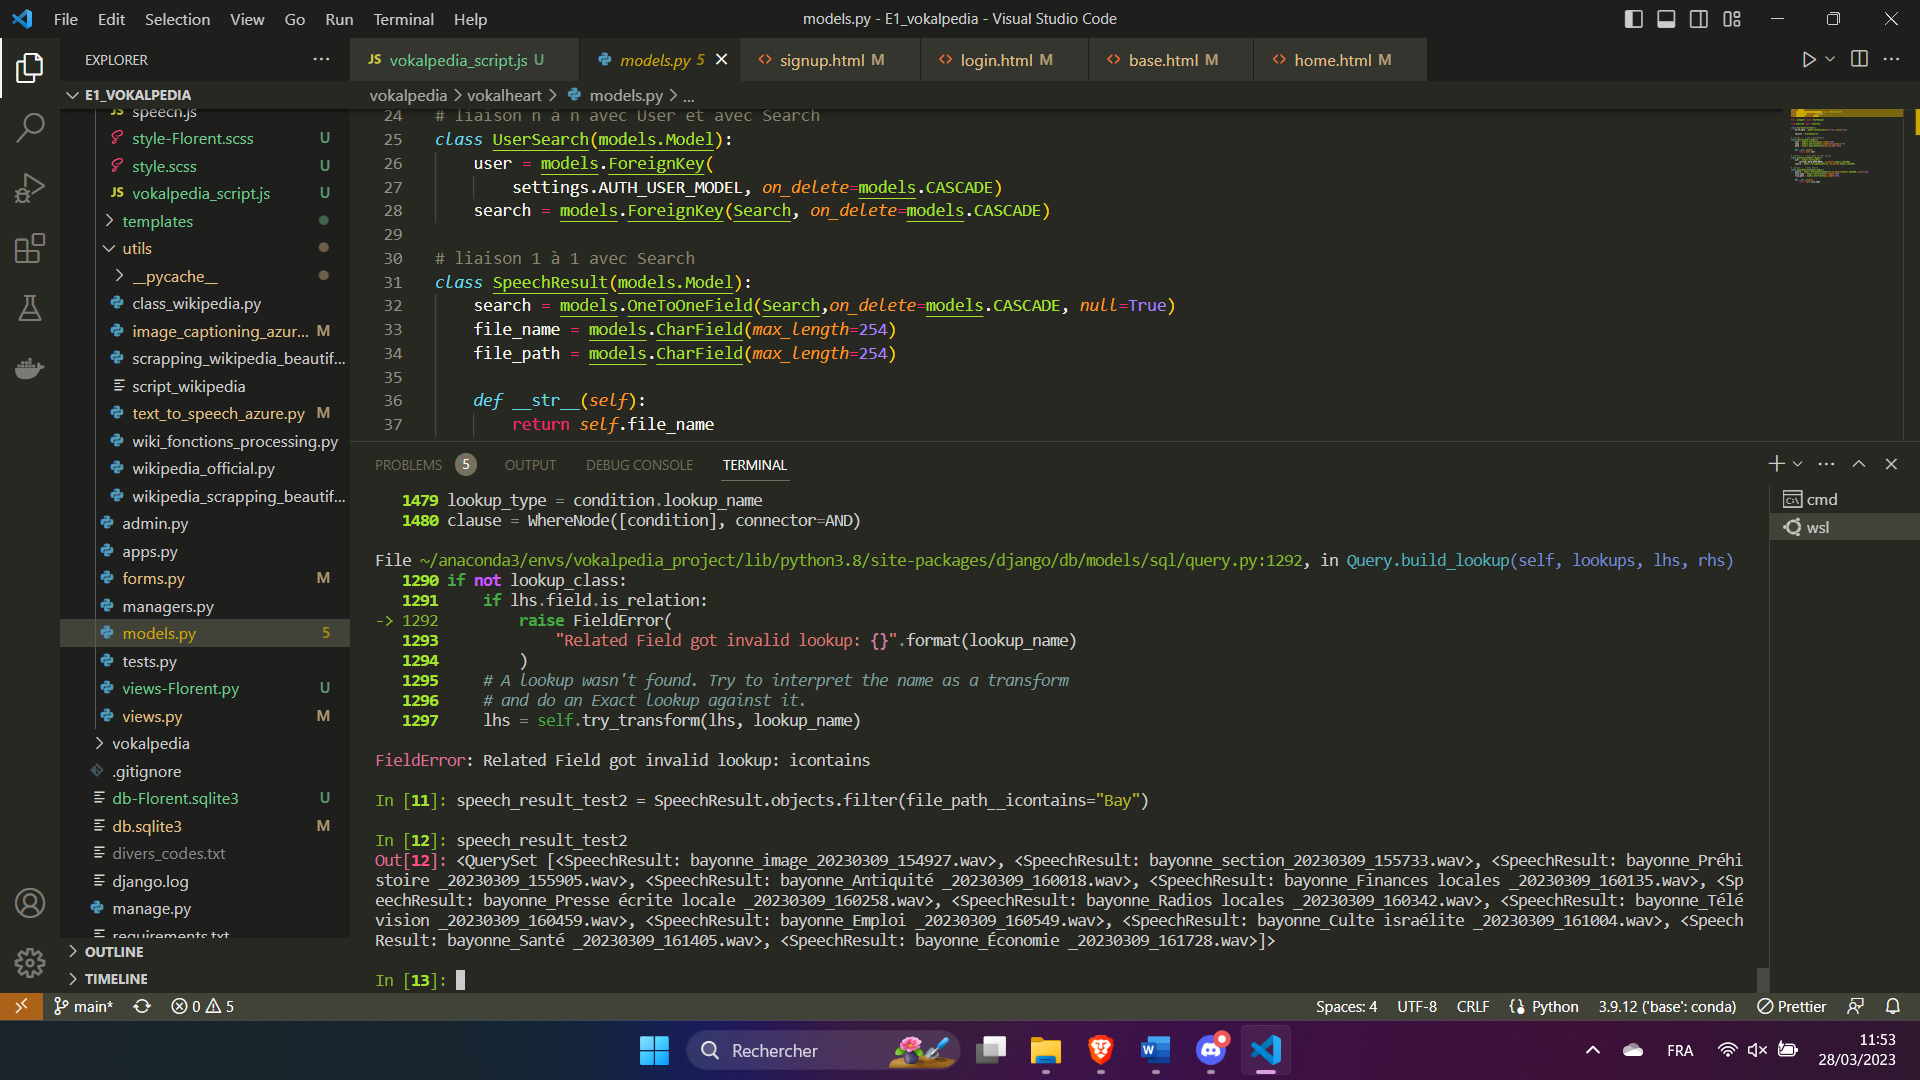 File Edit Selection View Go Run Terminal Help
models.py - E1_vokalpedia - Visual Studio Code
EXPLORER
E1_VOKALPEDIA
speech.js
style-Florent.scss U
style.scss U
vokalpedia_script.js U
templates
utils
__pycache__
class_wikipedia.py
image_captioning_azur... M
scrapping_wikipedia_beautif...
script_wikipedia
text_to_speech_azure.py M
wiki_fonctions_processing.py
wikipedia_official.py
wikipedia_scrapping_beautif...
admin.py
apps.py
forms.py M
managers.py
models.py 5
tests.py
views-Florent.py U
views.py M
vokalpedia
.gitignore
db-Florent.sqlite3 U
db.sqlite3 M
divers_codes.txt
django.log
manage.py
requirements.txt
OUTLINE
TIMELINE
JS vokalpedia_script.js U
models.py 5
signup.html M
login.html M
base.html M
home.html M
vokalpedia > vokalheart > models.py > ...
24 # liaison n à n avec User et avec Search
25 class UserSearch(models.Model):
26 user = models.ForeignKey(
27 settings.AUTH_USER_MODEL, on_delete=models.CASCADE)
28 search = models.ForeignKey(Search, on_delete=models.CASCADE)
29
30 # liaison 1 à 1 avec Search
31 class SpeechResult(models.Model):
32 search = models.OneToOneField(Search,on_delete=models.CASCADE, null=True)
33 file_name = models.CharField(max_length=254)
34 file_path = models.CharField(max_length=254)
35
36 def __str__(self):
37 return self.file_name
PROBLEMS 5 OUTPUT DEBUG CONSOLE TERMINAL
cmd
wsl
1479 lookup_type = condition.lookup_name
1480 clause = WhereNode([condition], connector=AND)
File ~/anaconda3/envs/vokalpedia_project/lib/python3.8/site-packages/django/db/models/sql/query.py:1292, in Query.build_lookup(self, lookups, lhs, rhs)
1290 if not lookup_class:
1291 if lhs.field.is_relation:
-> 1292 raise FieldError(
1293 "Related Field got invalid lookup: {}".format(lookup_name)
1294 )
1295 # A lookup wasn't found. Try to interpret the name as a transform
1296 # and do an Exact lookup against it.
1297 lhs = self.try_transform(lhs, lookup_name)
FieldError: Related Field got invalid lookup: icontains
In [11]: speech_result_test2 = SpeechResult.objects.filter(file_path__icontains="Bay")
In [12]: speech_result_test2
Out[12]: <QuerySet [<SpeechResult: bayonne_image_20230309_154927.wav>, <SpeechResult: bayonne_section_20230309_155733.wav>, <SpeechResult: bayonne_Préhi
stoire _20230309_155905.wav>, <SpeechResult: bayonne_Antiquité _20230309_160018.wav>, <SpeechResult: bayonne_Finances locales _20230309_160135.wav>, <Sp
eechResult: bayonne_Presse écrite locale _20230309_160258.wav>, <SpeechResult: bayonne_Radios locales _20230309_160342.wav>, <SpeechResult: bayonne_Télé
vision _20230309_160459.wav>, <SpeechResult: bayonne_Emploi _20230309_160549.wav>, <SpeechResult: bayonne_Culte israélite _20230309_161004.wav>, <Speech
Result: bayonne_Santé _20230309_161405.wav>, <SpeechResult: bayonne_Économie _20230309_161728.wav>]>
In [13]:
main* 0 5
Spaces: 4 UTF-8 CRLF Python 3.9.12 ('base': conda) Prettier
Rechercher
FRA
11:53
28/03/2023